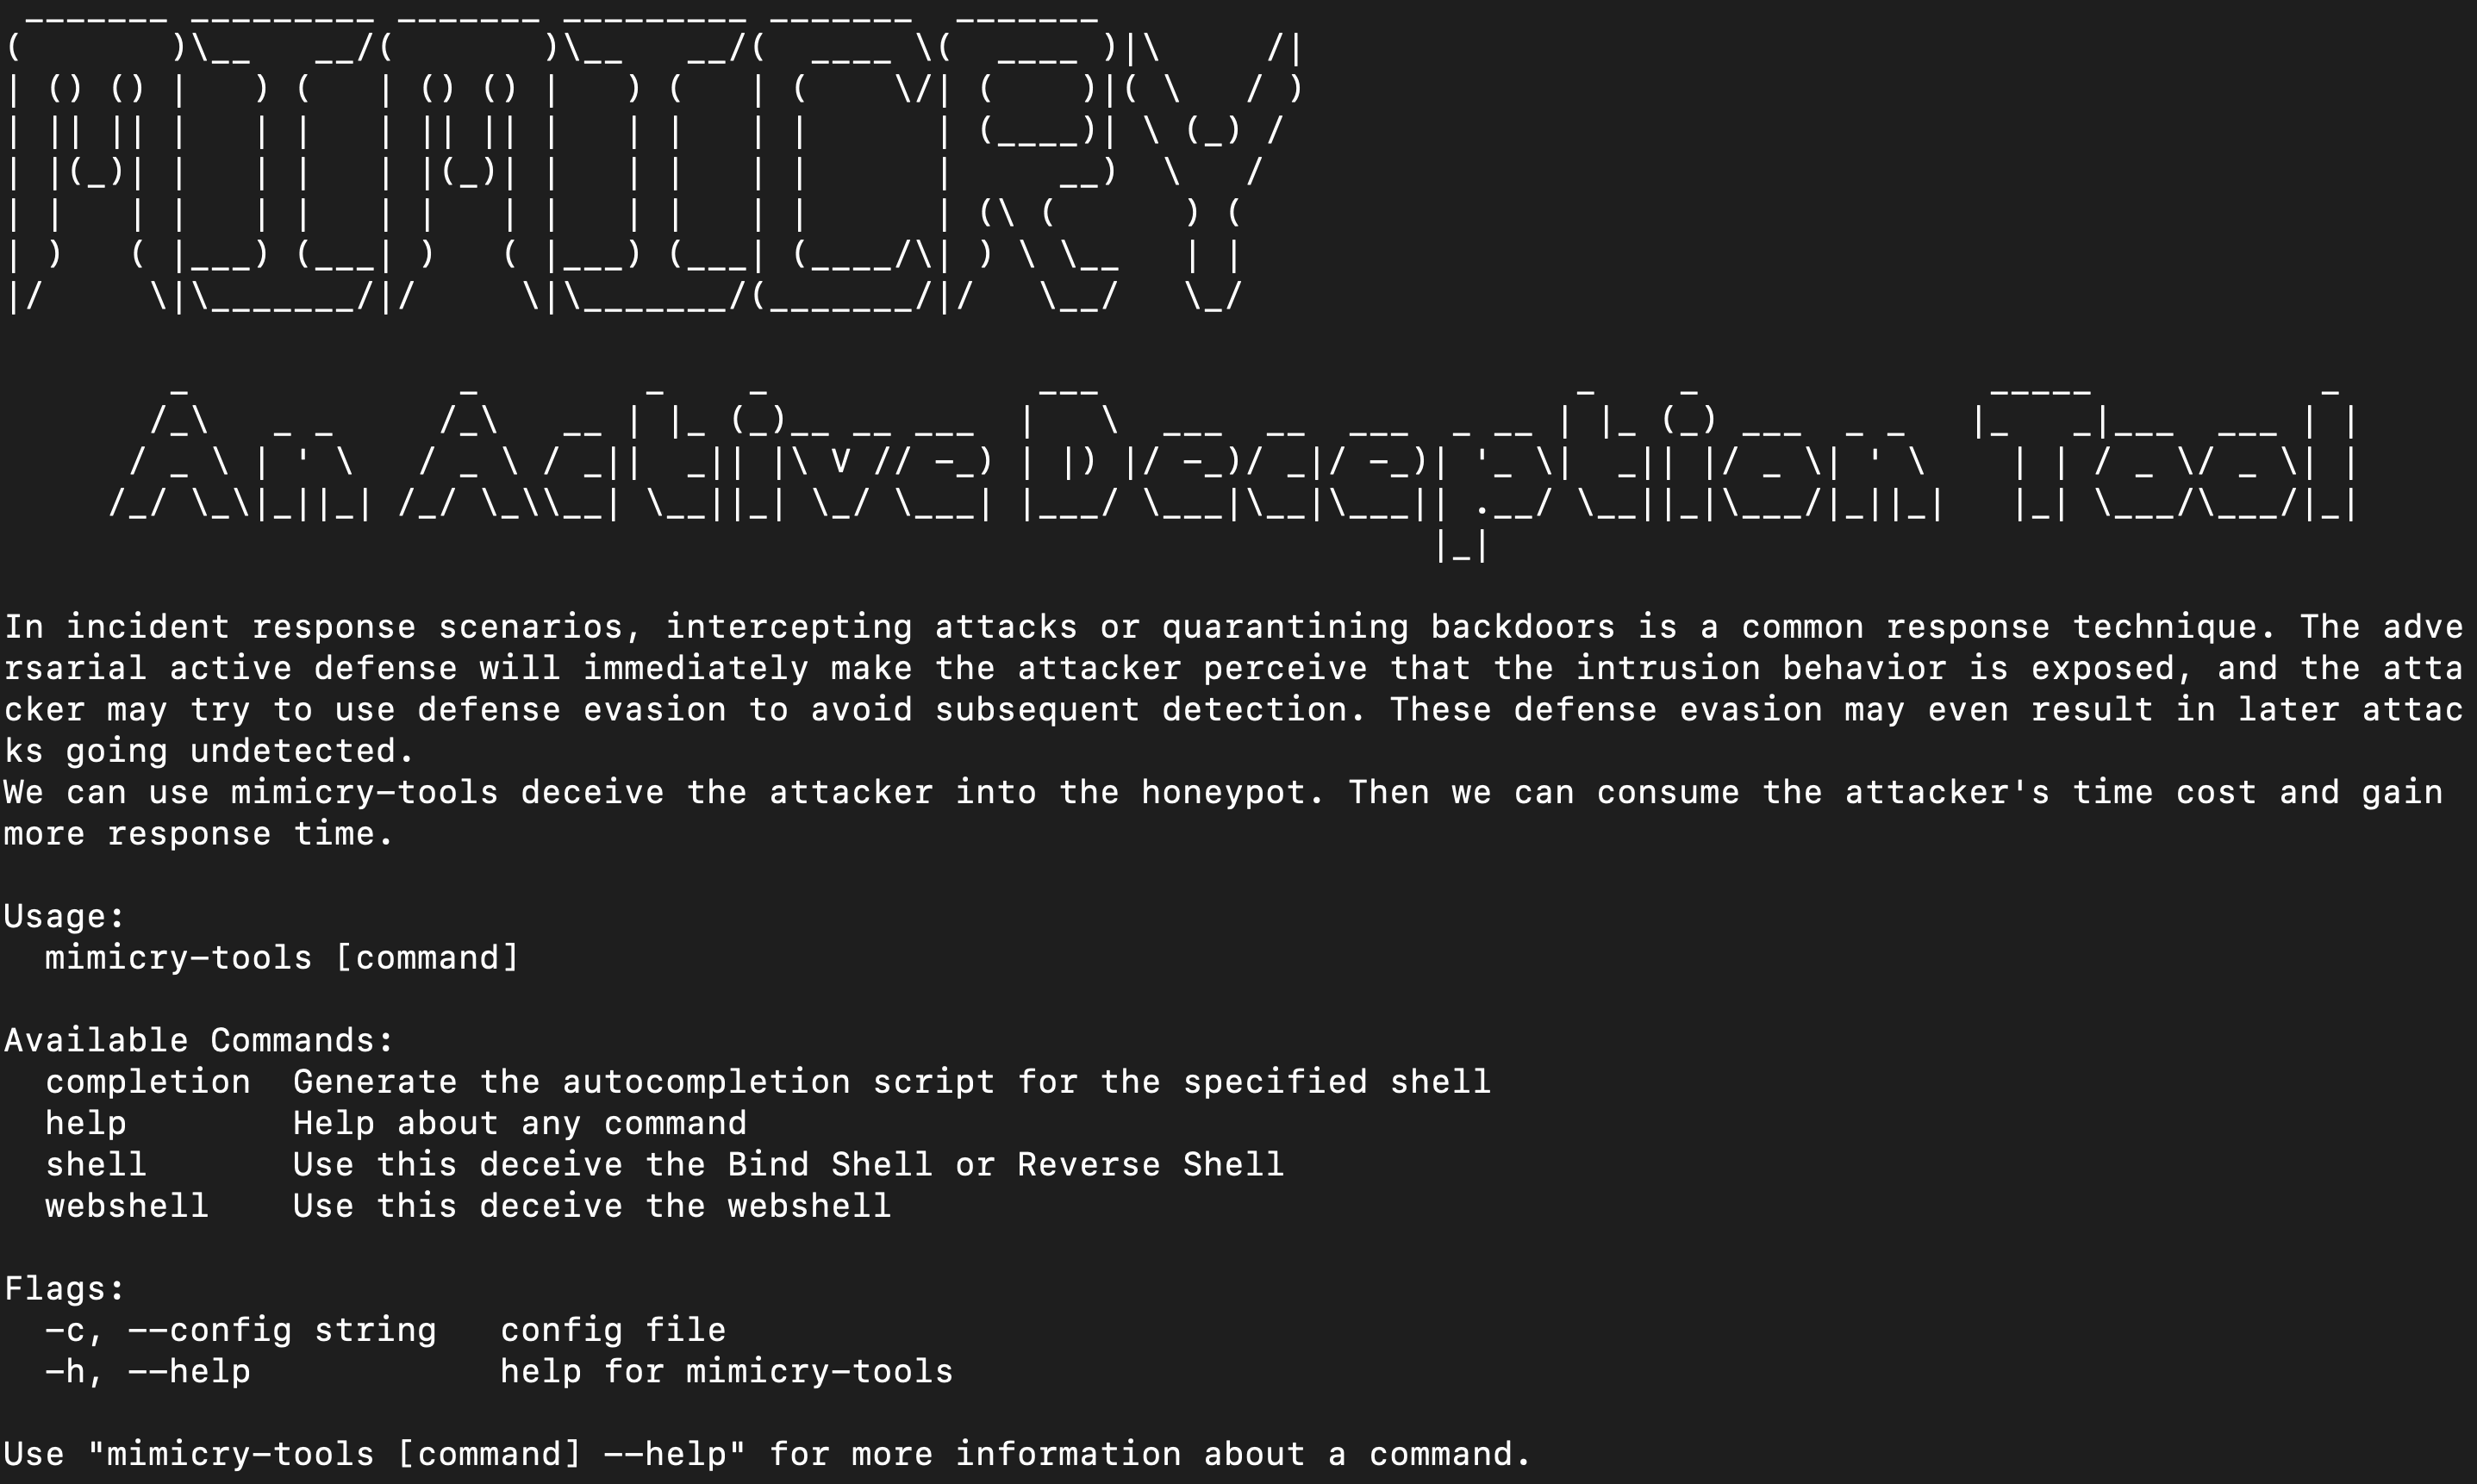 MIMICRY
An Active Deception Tool
In incident response scenarios, intercepting attacks or quarantining backdoors is a common response technique. The adve
rsarial active defense will immediately make the attacker perceive that the intrusion behavior is exposed, and the atta
cker may try to use defense evasion to avoid subsequent detection. These defense evasion may even result in later attac
ks going undetected.
We can use mimicry-tools deceive the attacker into the honeypot. Then we can consume the attacker's time cost and gain
more response time.
Usage:
  mimicry-tools [command]
Available Commands:
  completion  Generate the autocompletion script for the specified shell
  help        Help about any command
  shell       Use this deceive the Bind Shell or Reverse Shell
  webshell    Use this deceive the webshell
Flags:
  -c, --config string   config file
  -h, --help            help for mimicry-tools
Use "mimicry-tools [command] --help" for more information about a command.